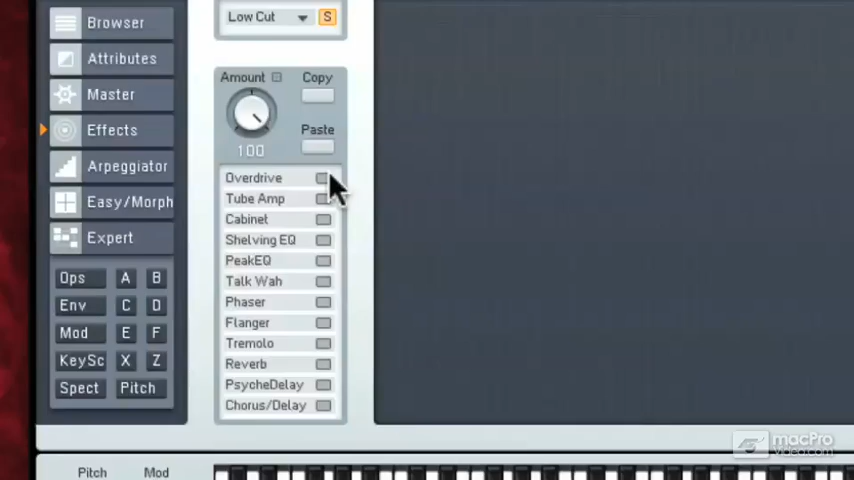 Browser
Attributes
Master
Effects
Arpeggiator
Easy/Morph
Expert
Ops A B
Env C D
Mod E F
KeySc X Z
Spect Pitch
Low Cut S
Amount Copy
Paste
100
Overdrive
Tube Amp
Cabinet
Shelving EQ
PeakEQ
Talk Wah
Phaser
Flanger
Tremolo
Reverb
PsycheDelay
Chorus/Delay
Pitch Mod
macPro
Video.com